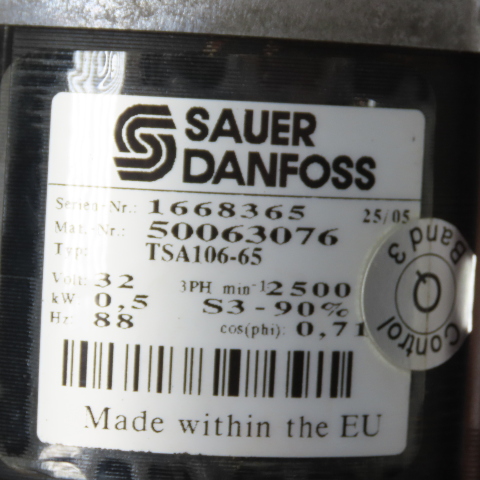 SAUER
DANFOSS
Serien-Nr.: 1668365 25/05
Mat.-Nr.: 50063076
Typ: TSA106-65
Volt: 32 3PH min-1 2500
kW 0,5 S3-90%
Hz: 88 cos(phi): 0,71
Made within the EU
Control Band 3
Q